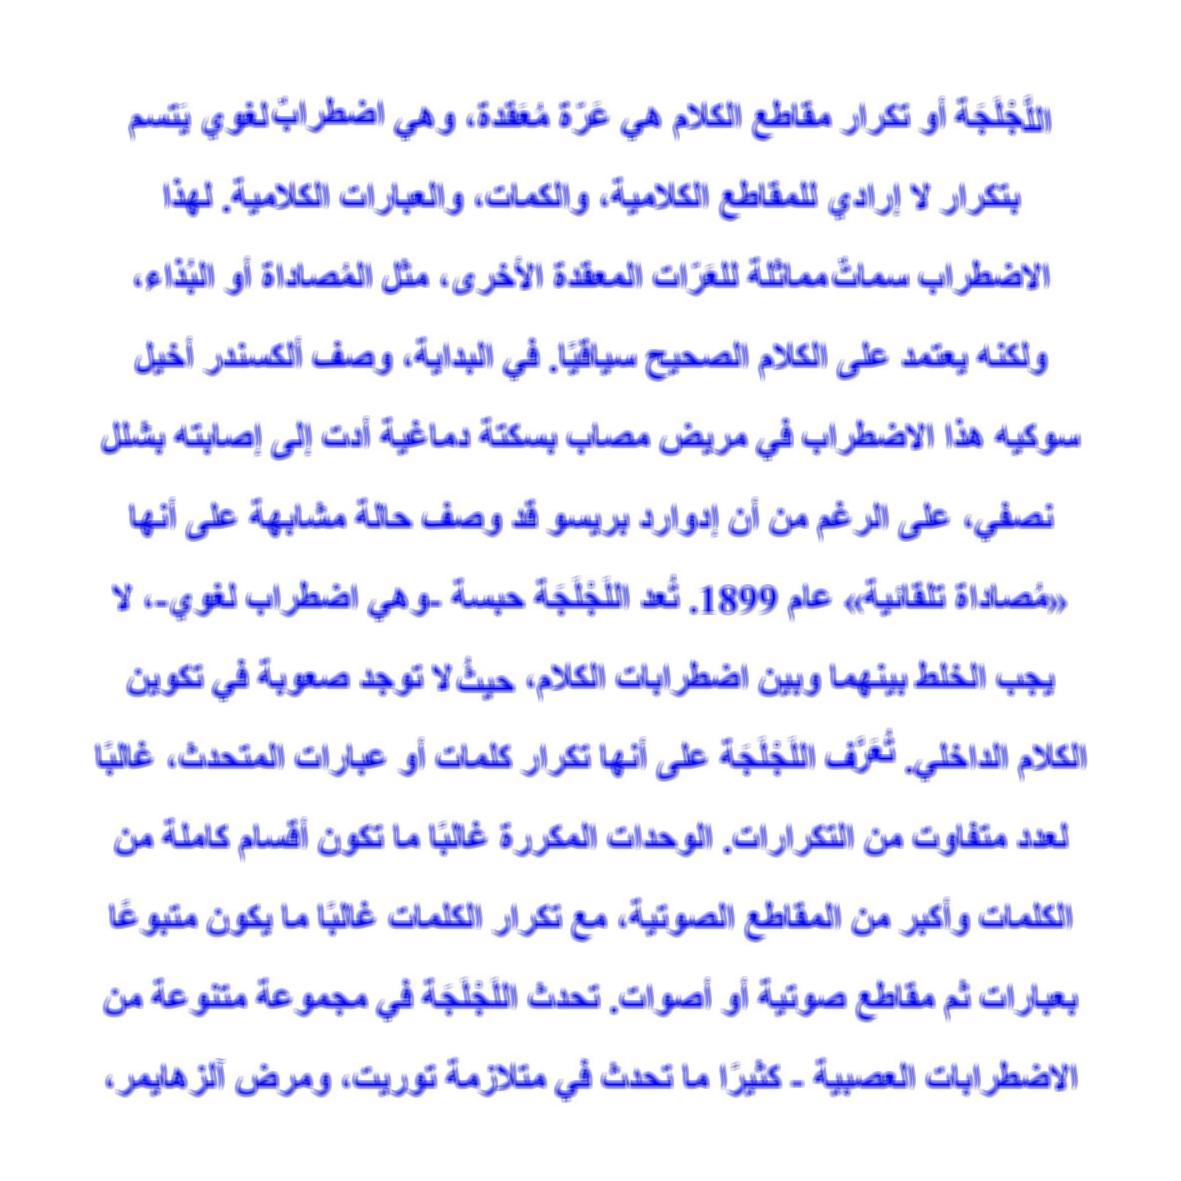 اللَّجْلَجَة أو تكرار مقاطع الكلام هي عَرّة مُعَقدة، وهي اضطرابٌ لغوي يَتسم
بتكرار لا إرادي للمقاطع الكلامية، والكمات، والعبارات الكلامية. لهذا
الاضطراب سماتٌ مماثلة للعَرّات المعقدة الأخرى، مثل المُصاداة أو البُذاء،
ولكنه يعتمد على الكلام الصحيح سياقيًا. في البداية، وصف ألكسندر أخيل
سوكيه هذا الاضطراب في مريض مصاب بسكتة دماغية أدت إلى إصابته بشلل
نصفي، على الرغم من أن إدوارد بريسو قد وصف حالة مشابهة على أنها
«مُصاداة تلقائية» عام 1899. تُعد اللَجْلَجَة حبسة -وهي اضطراب لغوي-، لا
يجب الخلط بينهما وبين اضطرابات الكلام، حيثُ لا توجد صعوبة في تكوين
الكلام الداخلي. تُعَرَّف اللَجْلَجَة على أنها تكرار كلمات أو عبارات المتحدث، غالبًا
لعدد متفاوت من التكرارات. الوحدات المكررة غالبًا ما تكون أقسام كاملة من
الكلمات وأكبر من المقاطع الصوتية، مع تكرار الكلمات غالبًا ما يكون متبوعًا
بعبارات ثم مقاطع صوتية أو أصوات. تحدث اللَجْلَجَة في مجموعة متنوعة من
الاضطرابات العصبية - كثيرًا ما تحدث في متلازمة توريت، ومرض آلزهايمر،